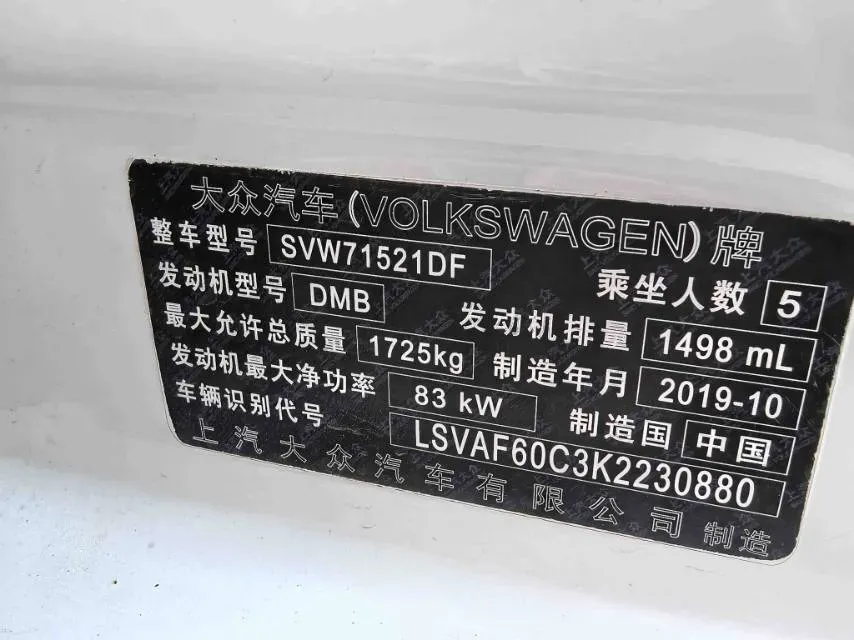 大众汽车(VOLKSWAGEN)牌
整车型号 SVW71521DF 乘坐人数 5
发动机型号 DMB 发动机排量 1498 mL
最大允许总质量 1725kg 制造年月 2019-10
发动机最大净功率 83 kW 制造国 中国
车辆识别代号 LSVAF60C3K2230880
上汽大众汽车有限公司 制造